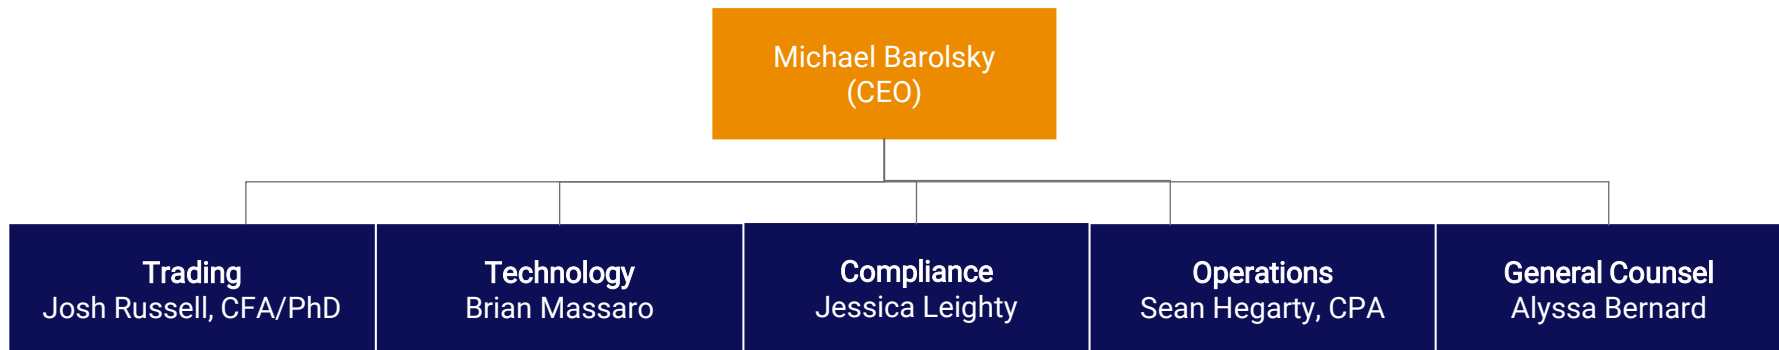 Michael Barolsky
(CEO)
Trading
Josh Russell, CFA/PhD
Technology
Brian Massaro
Compliance
Jessica Leighty
Operations
Sean Hegarty, CPA
General Counsel
Alyssa Bernard